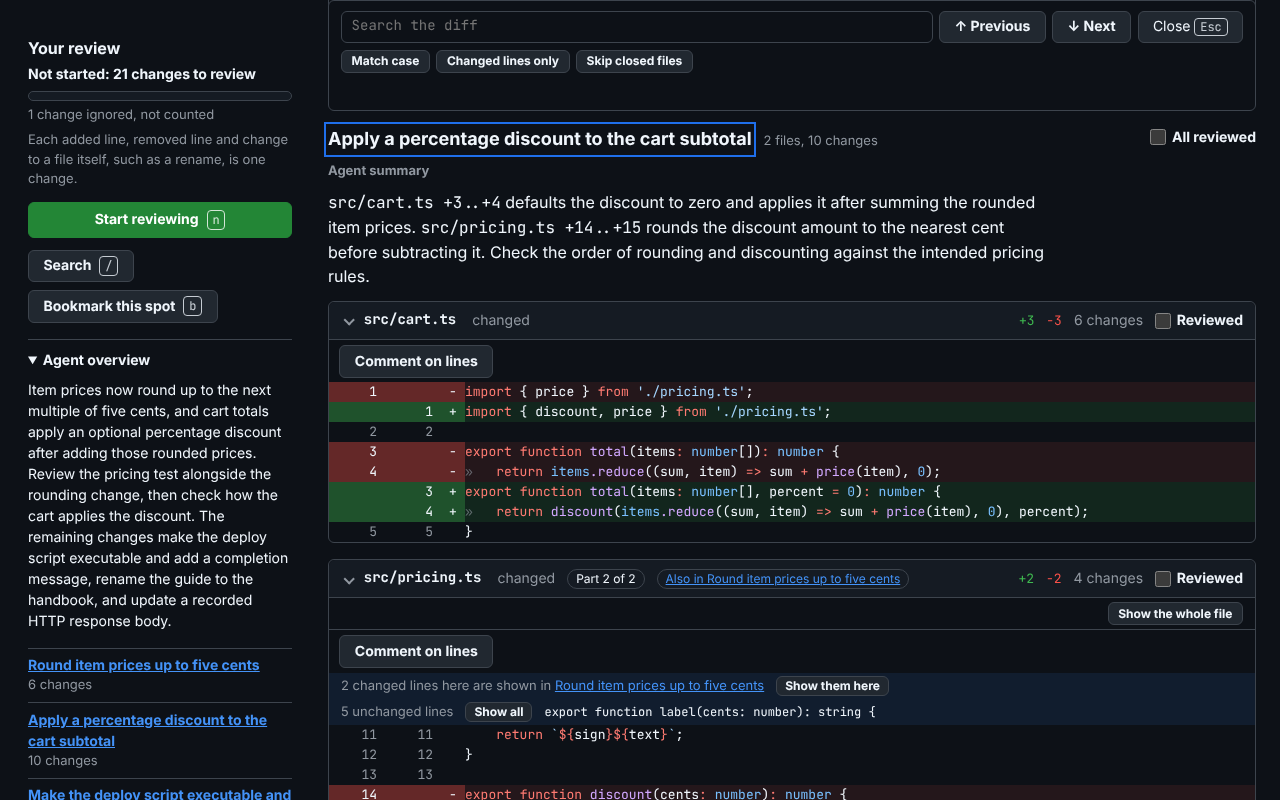 Search the diff
↑ Previous
↓ Next
Close Esc
Match case
Changed lines only
Skip closed files
Your review
Not started: 21 changes to review
1 change ignored, not counted
Each added line, removed line and change
to a file itself, such as a rename, is one
change.
Start reviewing n
Search /
Bookmark this spot b
▼ Agent overview
Item prices now round up to the next
multiple of five cents, and cart totals
apply an optional percentage discount
after adding those rounded prices.
Review the pricing test alongside the
rounding change, then check how the
cart applies the discount. The
remaining changes make the deploy
script executable and add a completion
message, rename the guide to the
handbook, and update a recorded
HTTP response body.
Round item prices up to five cents
6 changes
Apply a percentage discount to the
cart subtotal
10 changes
Make the deploy script executable and
Apply a percentage discount to the cart subtotal 2 files, 10 changes
All reviewed
Agent summary
src/cart.ts +3..+4 defaults the discount to zero and applies it after summing the rounded
item prices. src/pricing.ts +14..+15 rounds the discount amount to the nearest cent
before subtracting it. Check the order of rounding and discounting against the intended pricing
rules.
src/cart.ts changed +3 -3 6 changes Reviewed
Comment on lines
1 - import { price } from './pricing.ts';
1 + import { discount, price } from './pricing.ts';
2 2
3 - export function total(items: number[]): number {
4 - » return items.reduce((sum, item) => sum + price(item), 0);
3 + export function total(items: number[], percent = 0): number {
4 + » return discount(items.reduce((sum, item) => sum + price(item), 0), percent);
5 5 }
src/pricing.ts changed Part 2 of 2 Also in Round item prices up to five cents +2 -2 4 changes Reviewed
Show the whole file
Comment on lines
2 changed lines here are shown in Round item prices up to five cents Show them here
5 unchanged lines Show all export function label(cents: number): string {
11 11 return `${sign}${text}`;
12 12 }
13 13
14 - export function discount(cents: number): number {